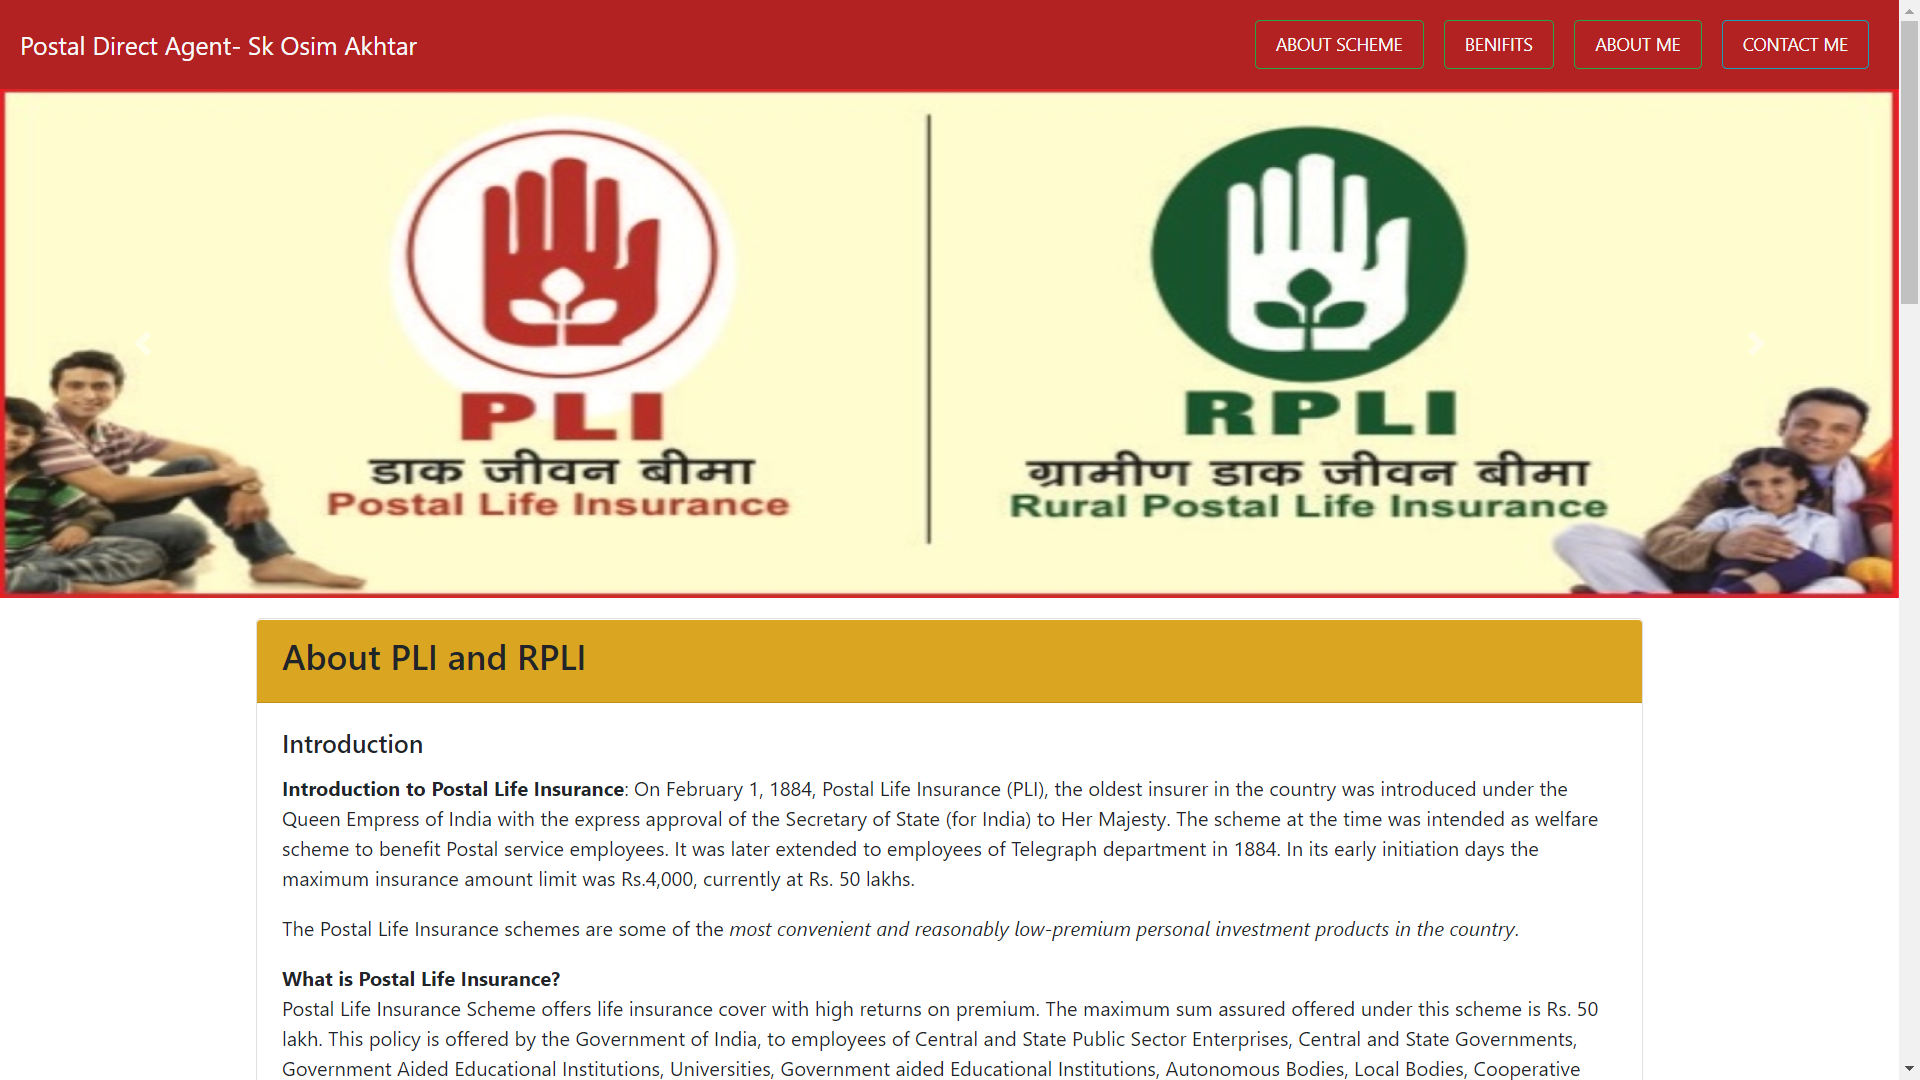 Postal Direct Agent- Sk Osim Akhtar
ABOUT SCHEME
BENIFITS
ABOUT ME
CONTACT ME
PLI
डाक जीवन बीमा
Postal Life Insurance
RPLI
ग्रामीण डाक जीवन बीमा
Rural Postal Life Insurance
About PLI and RPLI
Introduction
Introduction to Postal Life Insurance: On February 1, 1884, Postal Life Insurance (PLI), the oldest insurer in the country was introduced under the
Queen Empress of India with the express approval of the Secretary of State (for India) to Her Majesty. The scheme at the time was intended as welfare
scheme to benefit Postal service employees. It was later extended to employees of Telegraph department in 1884. In its early initiation days the
maximum insurance amount limit was Rs.4,000, currently at Rs. 50 lakhs.
The Postal Life Insurance schemes are some of the most convenient and reasonably low-premium personal investment products in the country.
What is Postal Life Insurance?
Postal Life Insurance Scheme offers life insurance cover with high returns on premium. The maximum sum assured offered under this scheme is Rs. 50
lakh. This policy is offered by the Government of India, to employees of Central and State Public Sector Enterprises, Central and State Governments,
Government Aided Educational Institutions, Universities, Government aided Educational Institutions, Autonomous Bodies, Local Bodies, Cooperative